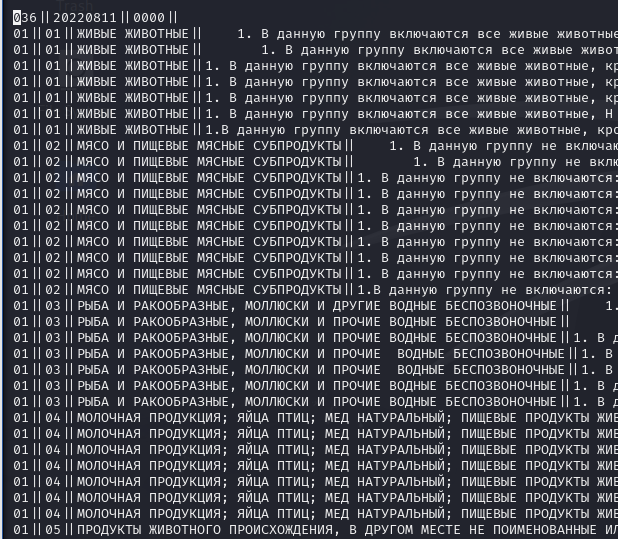 036||20220811||0000||
01||01||ЖИВЫЕ ЖИВОТНЫЕ|| 1. В данную группу включаются все живые животные
01||01||ЖИВЫЕ ЖИВОТНЫЕ|| 1. В данную группу включаются все живые живот
01||01||ЖИВЫЕ ЖИВОТНЫЕ||1. В данную группу включаются все живые животные, кр
01||01||ЖИВЫЕ ЖИВОТНЫЕ||1. В данную группу включаются все живые животные, кр
01||01||ЖИВЫЕ ЖИВОТНЫЕ||1. В данную группу включаются все живые животные, кр
01||01||ЖИВЫЕ ЖИВОТНЫЕ||1. В данную группу включаются все живые животные, Н
01||01||ЖИВЫЕ ЖИВОТНЫЕ||1.В данную группу включаются все живые животные, кро
01||02||МЯСО И ПИЩЕВЫЕ МЯСНЫЕ СУБПРОДУКТЫ|| 1. В данную группу не включаю
01||02||МЯСО И ПИЩЕВЫЕ МЯСНЫЕ СУБПРОДУКТЫ|| 1. В данную группу не вклю
01||02||МЯСО И ПИЩЕВЫЕ МЯСНЫЕ СУБПРОДУКТЫ||1. В данную группу не включаются:
01||02||МЯСО И ПИЩЕВЫЕ МЯСНЫЕ СУБПРОДУКТЫ||1. В данную группу не включаются:
01||02||МЯСО И ПИЩЕВЫЕ МЯСНЫЕ СУБПРОДУКТЫ||1. В данную группу не включаются:
01||02||МЯСО И ПИЩЕВЫЕ МЯСНЫЕ СУБПРОДУКТЫ||1. В данную группу не включаются:
01||02||МЯСО И ПИЩЕВЫЕ МЯСНЫЕ СУБПРОДУКТЫ||1. В данную группу не включаются:
01||02||МЯСО И ПИЩЕВЫЕ МЯСНЫЕ СУБПРОДУКТЫ||1. В данную группу не включаются:
01||02||МЯСО И ПИЩЕВЫЕ МЯСНЫЕ СУБПРОДУКТЫ||1.В данную группу не включаются:
01||03||РЫБА И РАКООБРАЗНЫЕ, МОЛЛЮСКИ И ДРУГИЕ ВОДНЫЕ БЕСПОЗВОНОЧНЫЕ|| 1.
01||03||РЫБА И РАКООБРАЗНЫЕ, МОЛЛЮСКИ И ПРОЧИЕ ВОДНЫЕ БЕСПОЗВОНОЧНЫЕ||
01||03||РЫБА И РАКООБРАЗНЫЕ, МОЛЛЮСКИ И ПРОЧИЕ ВОДНЫЕ БЕСПОЗВОНОЧНЫЕ||1. В д
01||03||РЫБА И РАКООБРАЗНЫЕ, МОЛЛЮСКИ И ПРОЧИЕ  ВОДНЫЕ БЕСПОЗВОНОЧНЫЕ||1. В
01||03||РЫБА И РАКООБРАЗНЫЕ, МОЛЛЮСКИ И ПРОЧИЕ ВОДНЫЕ БЕСПОЗВОНОЧНЫЕ||1. В д
01||03||РЫБА И РАКООБРАЗНЫЕ, МОЛЛЮСКИ И ПРОЧИЕ ВОДНЫЕ БЕСПОЗВОНОЧНЫЕ||1. В д
01||03||РЫБА И РАКООБРАЗНЫЕ, МОЛЛЮСКИ И ПРОЧИЕ ВОДНЫЕ БЕСПОЗВОНОЧНЫЕ||1. В д
01||04||МОЛОЧНАЯ ПРОДУКЦИЯ; ЯЙЦА ПТИЦ; МЕД НАТУРАЛЬНЫЙ; ПИЩЕВЫЕ ПРОДУКТЫ ЖИВ
01||04||МОЛОЧНАЯ ПРОДУКЦИЯ; ЯЙЦА ПТИЦ; МЕД НАТУРАЛЬНЫЙ; ПИЩЕВЫЕ ПРОДУКТЫ ЖИВ
01||04||МОЛОЧНАЯ ПРОДУКЦИЯ; ЯЙЦА ПТИЦ; МЕД НАТУРАЛЬНЫЙ; ПИЩЕВЫЕ ПРОДУКТЫ ЖИВ
01||04||МОЛОЧНАЯ ПРОДУКЦИЯ; ЯЙЦА ПТИЦ; МЕД НАТУРАЛЬНЫЙ; ПИЩЕВЫЕ ПРОДУКТЫ ЖИВ
01||04||МОЛОЧНАЯ ПРОДУКЦИЯ; ЯЙЦА ПТИЦ; МЕД НАТУРАЛЬНЫЙ; ПИЩЕВЫЕ ПРОДУКТЫ ЖИВ
01||04||МОЛОЧНАЯ ПРОДУКЦИЯ; ЯЙЦА ПТИЦ; МЕД НАТУРАЛЬНЫЙ; ПИЩЕВЫЕ ПРОДУКТЫ ЖИВ
01||04||МОЛОЧНАЯ ПРОДУКЦИЯ; ЯЙЦА ПТИЦ; МЕД НАТУРАЛЬНЫЙ; ПИЩЕВЫЕ ПРОДУКТЫ ЖИВ
01||05||ПРОДУКТЫ ЖИВОТНОГО ПРОИСХОЖДЕНИЯ, В ДРУГОМ МЕСТЕ НЕ ПОИМЕНОВАННЫЕ ИЛ